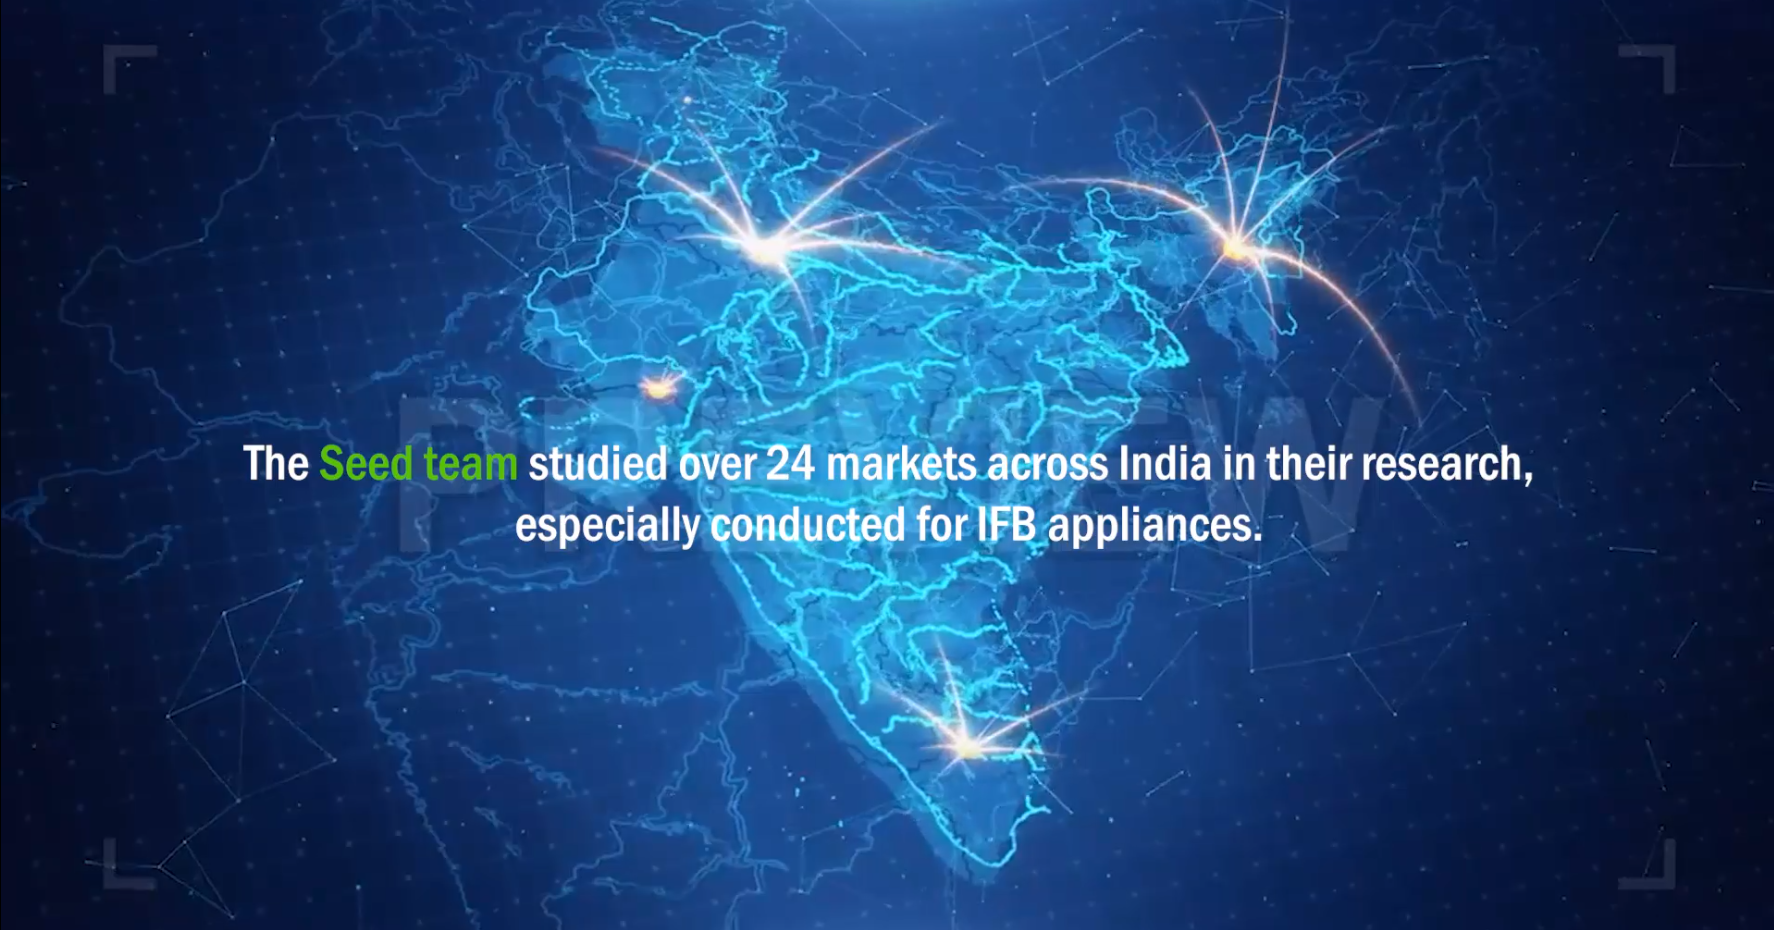 The Seed team studied over 24 markets across India in their research,
especially conducted for IFB appliances.
PREVIEW